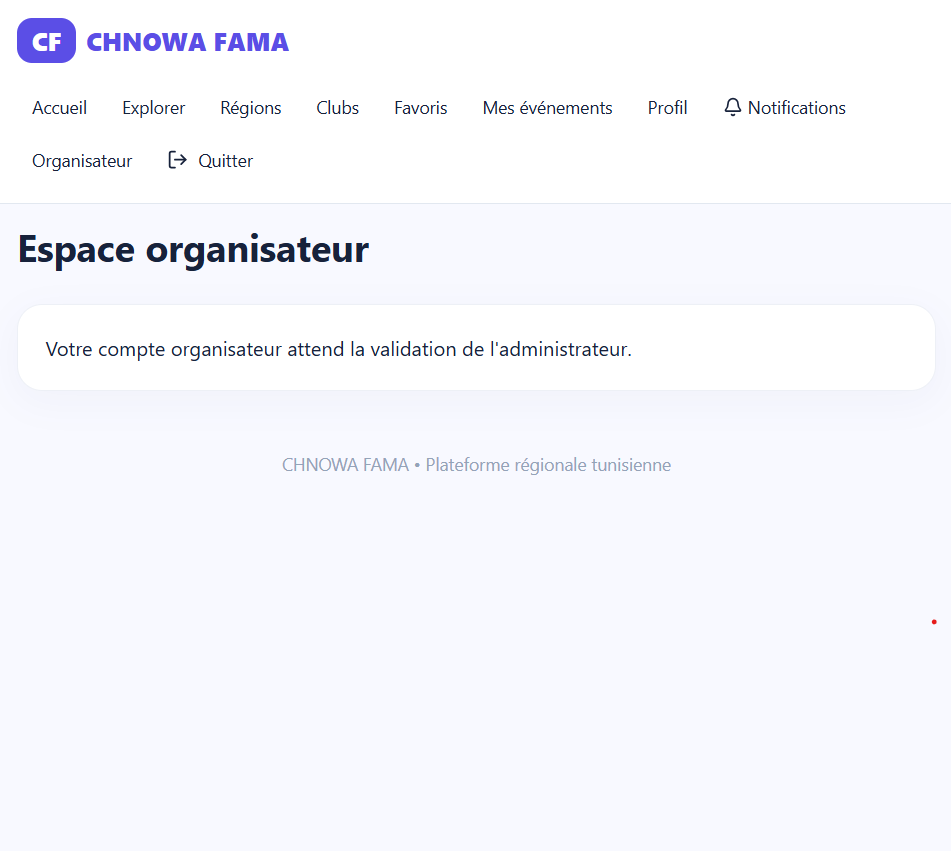 CF CHNOWA FAMA
Accueil Explorer Régions Clubs Favoris Mes événements Profil Notifications
Organisateur Quitter
Espace organisateur
Votre compte organisateur attend la validation de l'administrateur.
CHNOWA FAMA • Plateforme régionale tunisienne